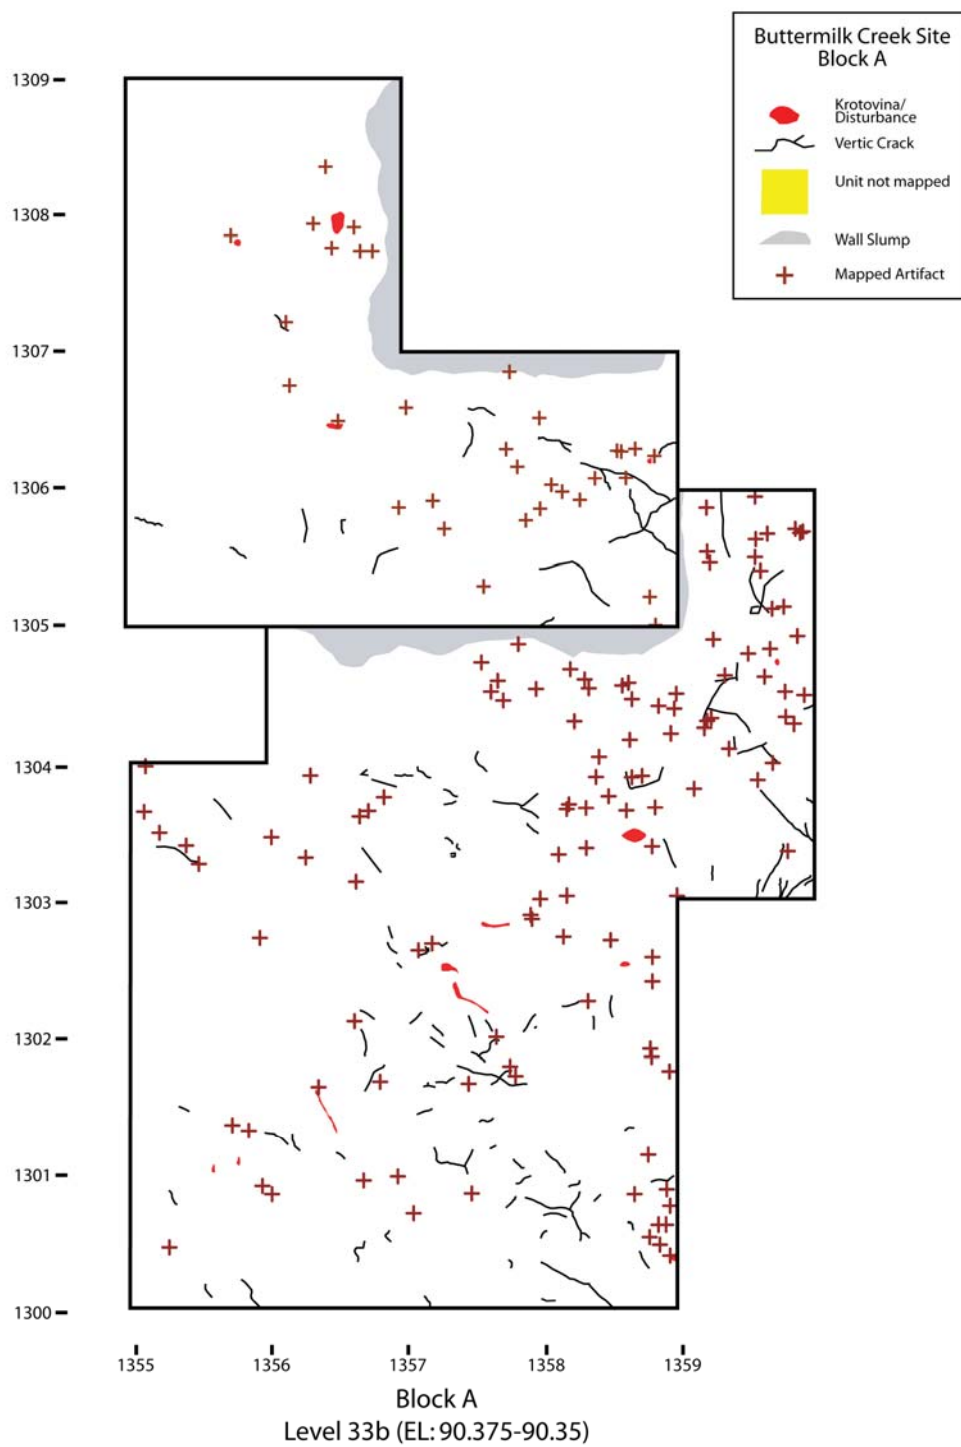 Buttermilk Creek Site
Block A
Krotovina/
Disturbance
Vertic Crack
Unit not mapped
Wall Slump
Mapped Artifact
1309
1308
1307
1306
1305
1304
1303
1302
1301
1300
1355
1356
1357
1358
1359
Block A
Level 33b (EL: 90.375-90.35)